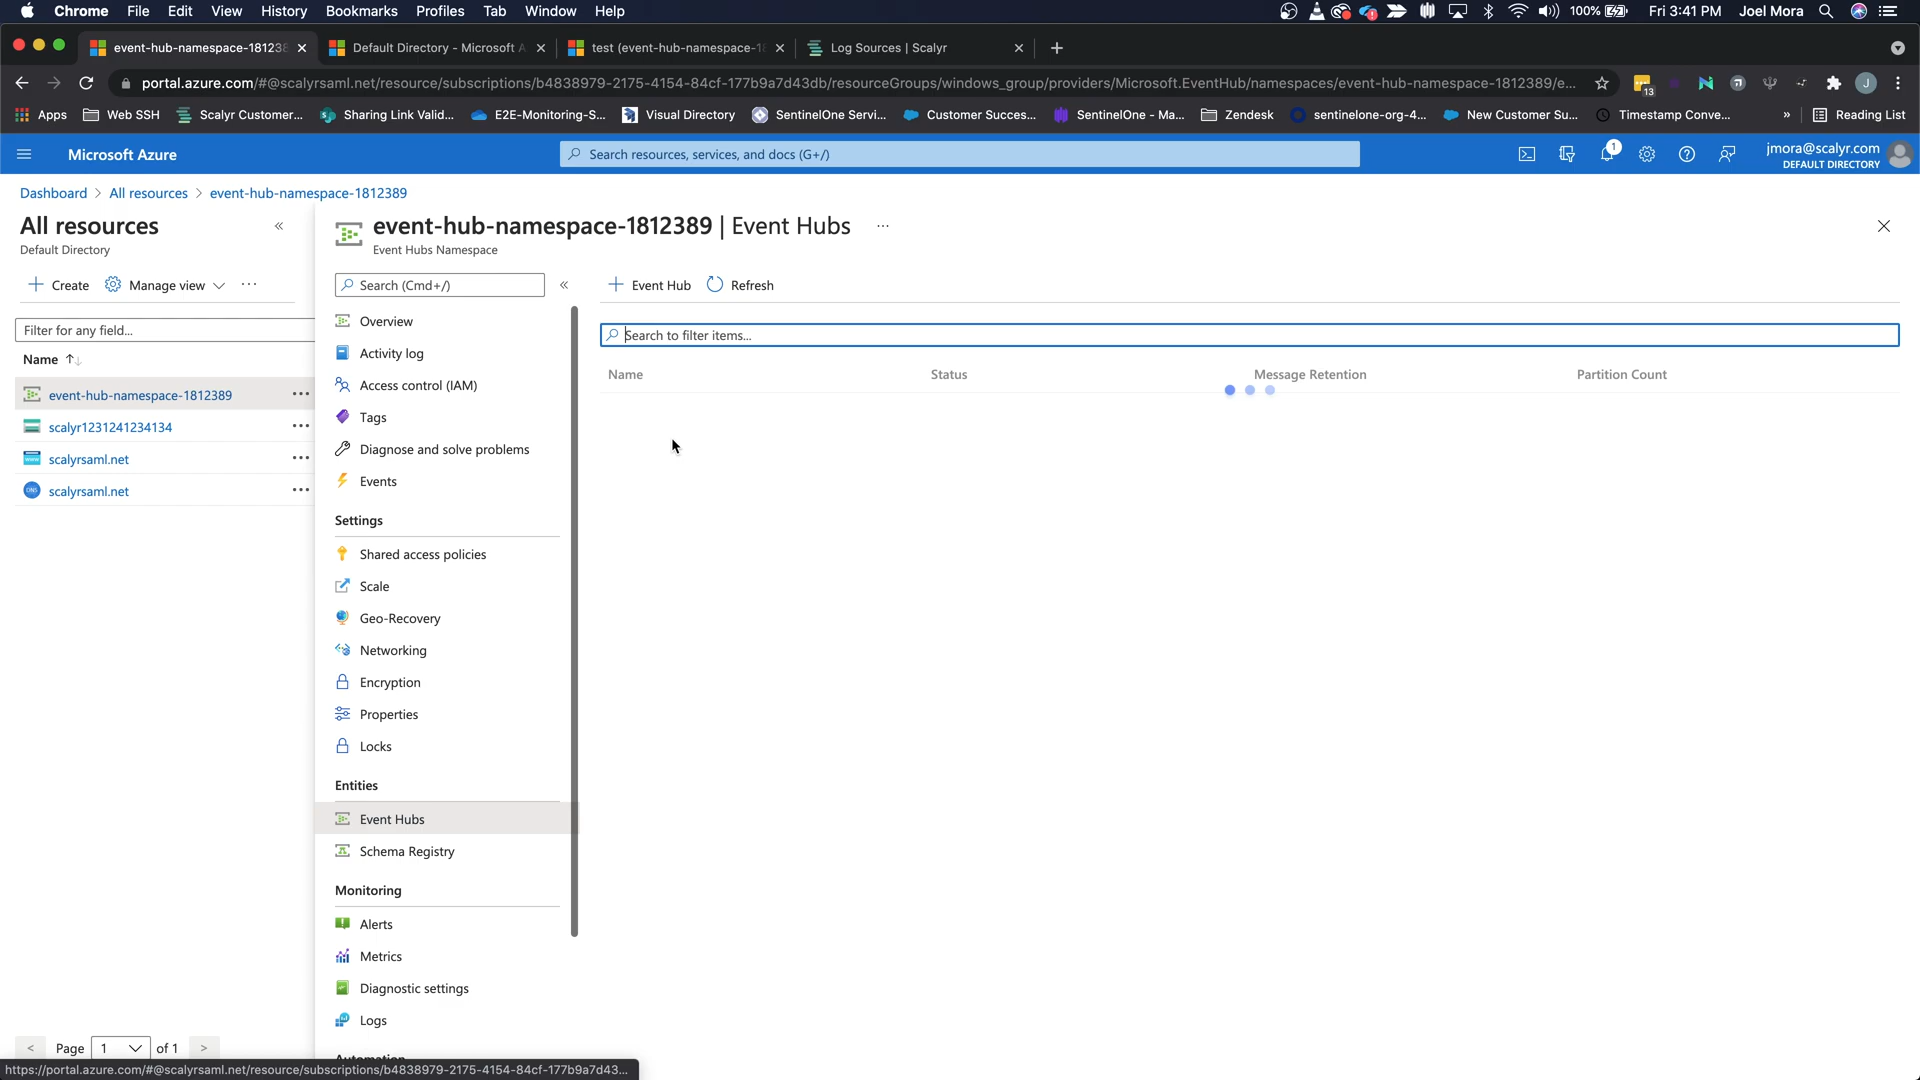 Chrome File Edit View History Bookmarks Profiles Tab Window Help 100% Fri 3:41 PM Joel Mora
event-hub-namespace-181238 Default Directory - Microsoft A test (event-hub-namespace-18 Log Sources | Scalyr
portal.azure.com/#@scalyrsaml.net/resource/subscriptions/b4838979-2175-4154-84cf-177b9a7d43db/resourceGroups/windows_group/providers/Microsoft.EventHub/namespaces/event-hub-namespace-1812389/e... 13 J
Apps Web SSH Scalyr Customer... Sharing Link Valid... E2E-Monitoring-S... Visual Directory SentinelOne Servi... Customer Succes... SentinelOne - Ma... Zendesk sentinelone-org-4... New Customer Su... Timestamp Conve... » Reading List
Microsoft Azure Search resources, services, and docs (G+/) 1 jmora@scalyr.com
DEFAULT DIRECTORY
Dashboard > All resources > event-hub-namespace-1812389
All resources «
Default Directory
event-hub-namespace-1812389 | Event Hubs ...
Event Hubs Namespace
+ Create Manage view ...
Filter for any field...
Name ↑↓
event-hub-namespace-1812389 ...
scalyr1231241234134 ...
scalyrsaml.net ...
scalyrsaml.net ...
< Page 1 of 1 >
Search (Cmd+/) «
Overview
Activity log
Access control (IAM)
Tags
Diagnose and solve problems
Events
Settings
Shared access policies
Scale
Geo-Recovery
Networking
Encryption
Properties
Locks
Entities
Event Hubs
Schema Registry
Monitoring
Alerts
Metrics
Diagnostic settings
Logs
Automation
+ Event Hub Refresh
Search to filter items...
Name Status Message Retention Partition Count
https://portal.azure.com/#@scalyrsaml.net/resource/subscriptions/b4838979-2175-4154-84cf-177b9a7d43...